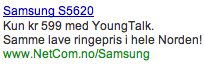 Samsung S5620
Kun kr 599 med YoungTalk.
Samme lave ringepris i hele Norden!
www.NetCom.no/Samsung